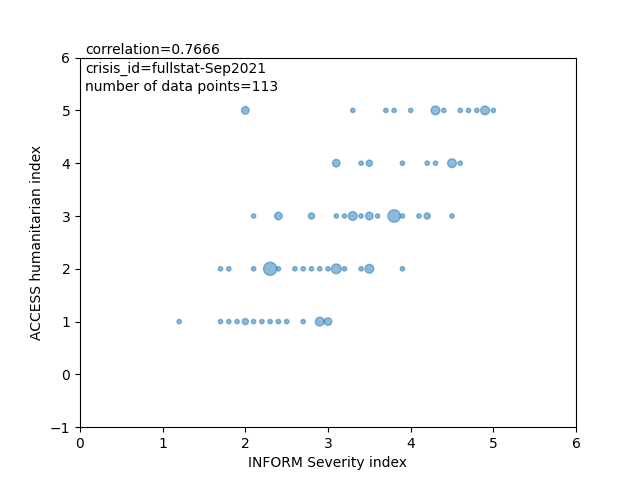 correlation=0.7666
crisis_id=fullstat-Sep2021
number of data points=113
6
5
4
3
2
1
0
−1
ACCESS humanitarian index
0 1 2 3 4 5 6
INFORM Severity index